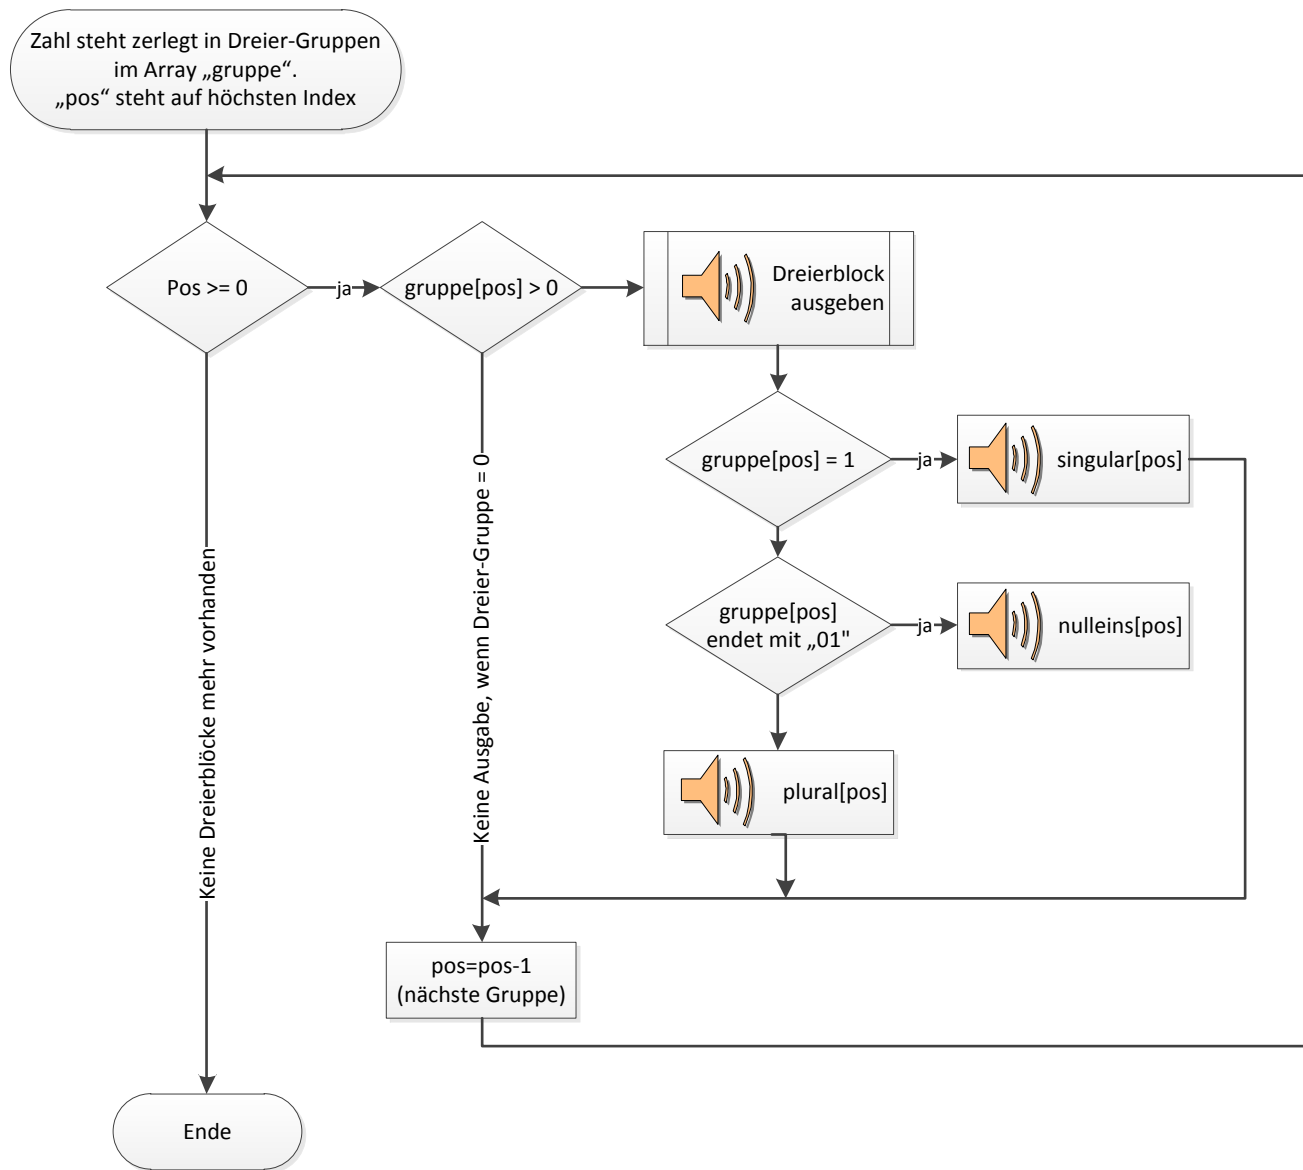 Zahl steht zerlegt in Dreier-Gruppen
im Array „gruppe“.
„pos“ steht auf höchsten Index
Pos >= 0
ja
gruppe[pos] > 0
Dreierblock
ausgeben
gruppe[pos] = 1
ja
singular[pos]
gruppe[pos]
endet mit „01"
ja
nulleins[pos]
plural[pos]
Keine Ausgabe, wenn Dreier-Gruppe = 0
Keine Dreierblöcke mehr vorhanden
pos=pos-1
(nächste Gruppe)
Ende